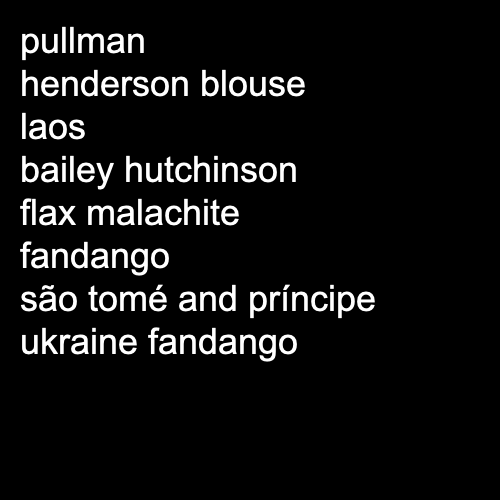 pullman
henderson blouse
laos
bailey hutchinson
flax malachite
fandango
são tomé and príncipe
ukraine fandango